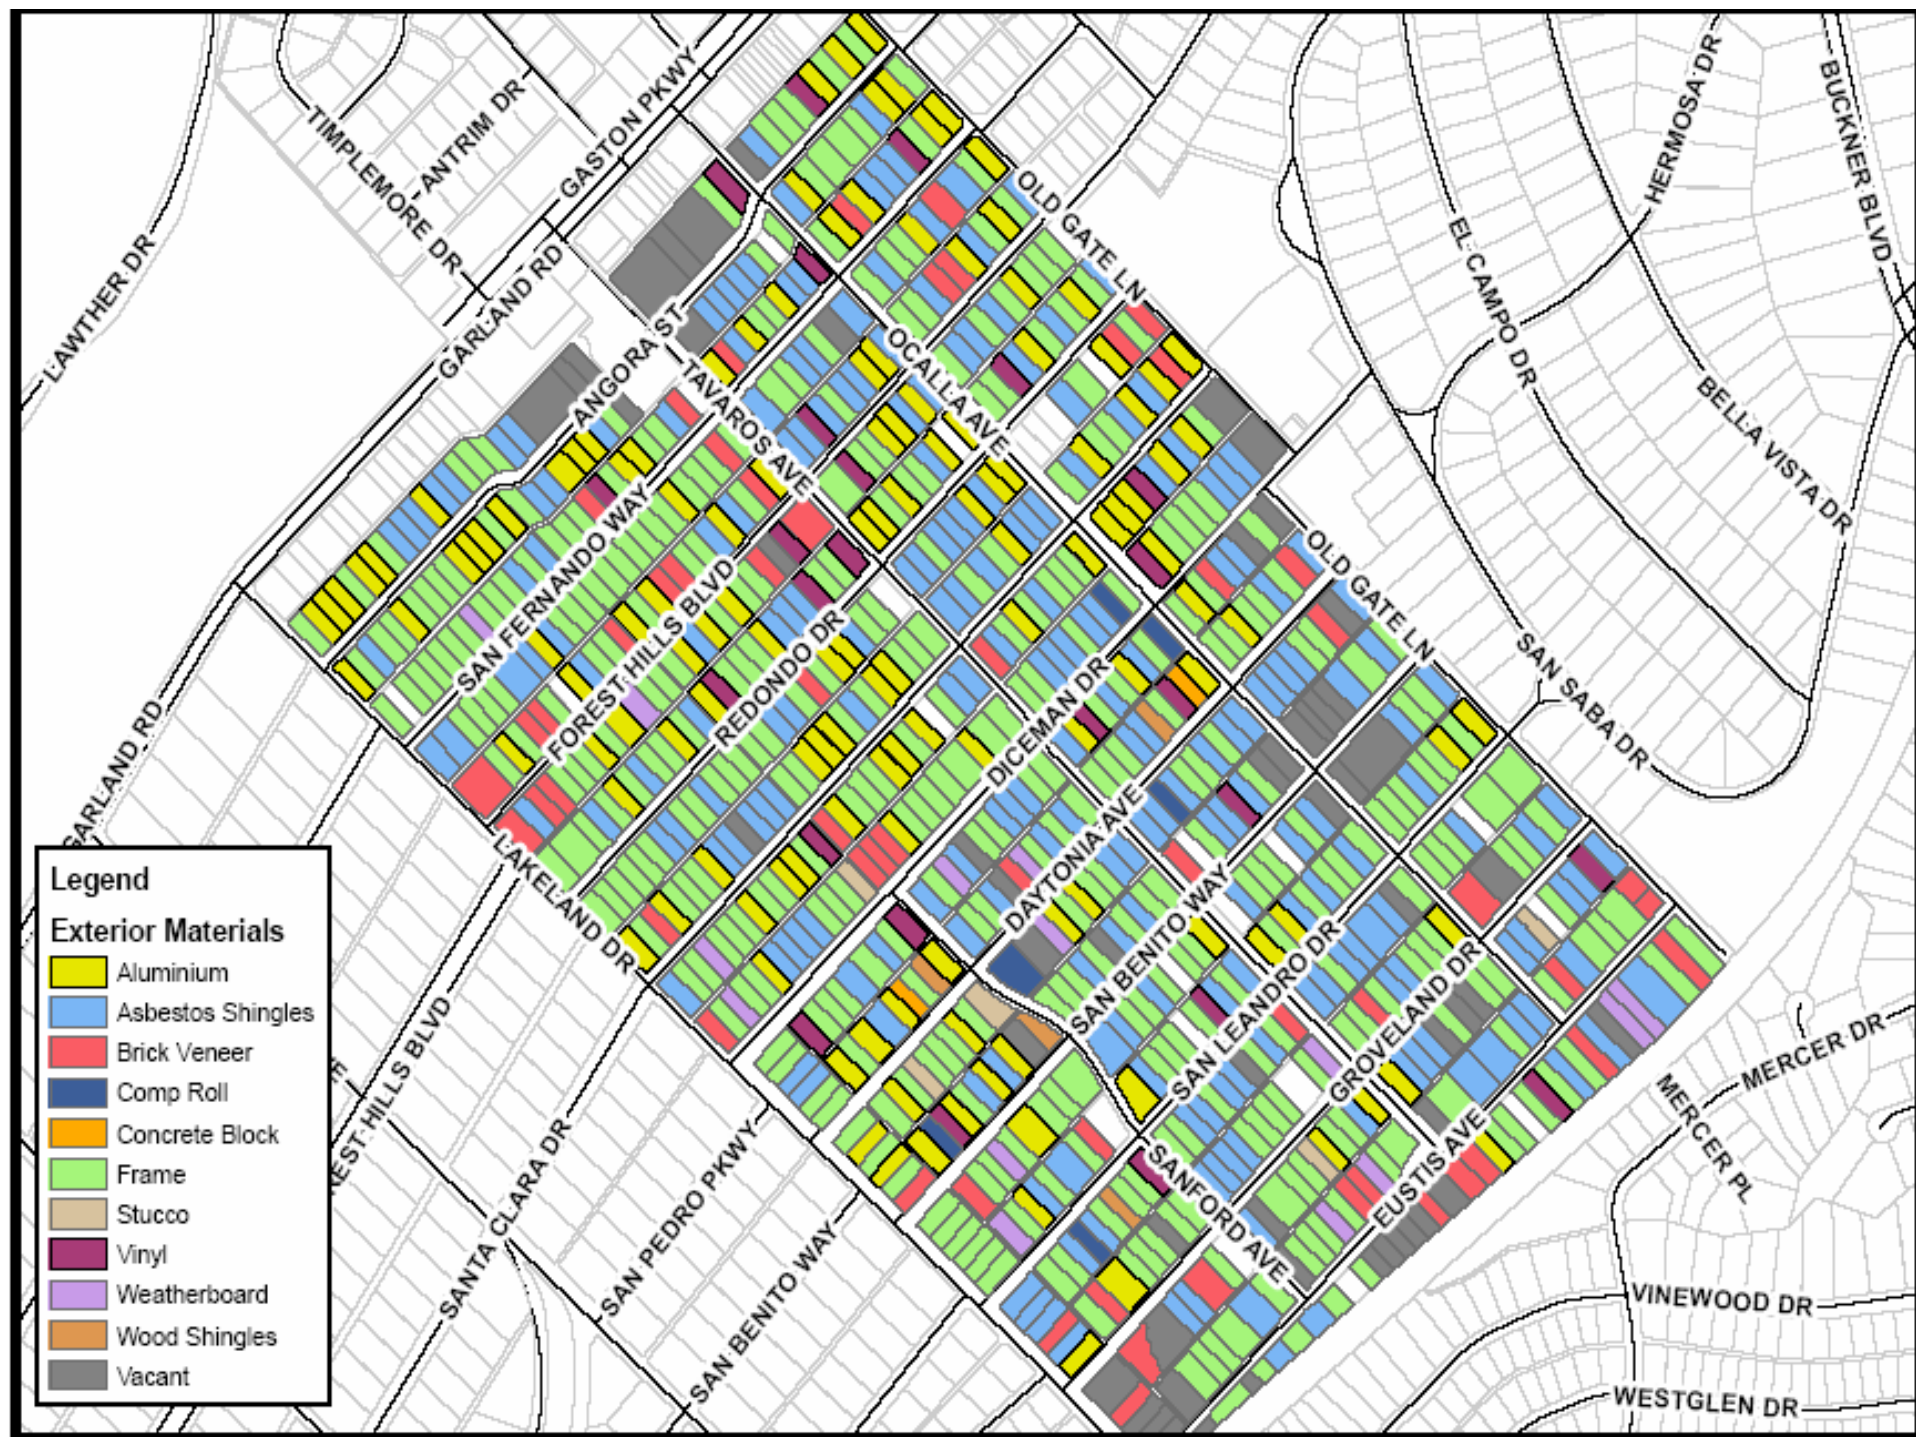 GASTON PKWY
ANTRIM DR
TIMPLEMORE DR
HERMOSA DR
BUCKNER BLVD
OLD GATE LN
EL CAMPO DR
LAWTHER DR
GARLAND RD
ANGORA ST
TAVAROS AVE
OCALLA AVE
BELLA VISTA DR
SAN FERNANDO WAY
FOREST HILLS BLVD
REDONDO DR
OLD GATE LN
SAN SABA DR
DICEMAN DR
GARLAND RD
DAYTONIA AVE
LAKELAND DR
SAN BENITO WAY
SAN LEANDRO DR
GROVELAND DR
EUSTIS AVE
SANFORD AVE
MERCER DR
MERCER PL
REST HILLS BLVD
SANTA CLARA DR
SAN PEDRO PKWY
SAN BENITO WAY
VINEWOOD DR
WESTGLEN DR
Legend
Exterior Materials
Aluminium
Asbestos Shingles
Brick Veneer
Comp Roll
Concrete Block
Frame
Stucco
Vinyl
Weatherboard
Wood Shingles
Vacant